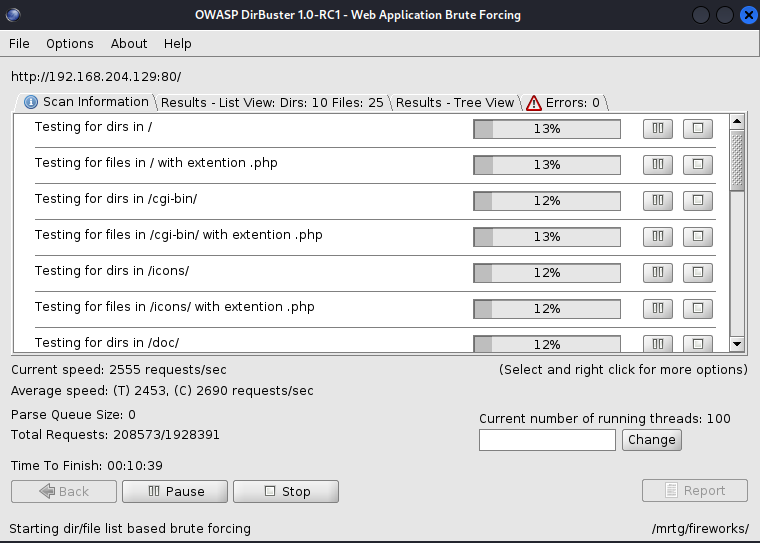 OWASP DirBuster 1.0-RC1 - Web Application Brute Forcing
File Options About Help
http://192.168.204.129:80/
Scan Information Results - List View: Dirs: 10 Files: 25 Results - Tree View Errors: 0
Testing for dirs in / 13%
Testing for files in / with extention .php 13%
Testing for dirs in /cgi-bin/ 12%
Testing for files in /cgi-bin/ with extention .php 13%
Testing for dirs in /icons/ 12%
Testing for files in /icons/ with extention .php 12%
Testing for dirs in /doc/ 12%
Current speed: 2555 requests/sec (Select and right click for more options)
Average speed: (T) 2453, (C) 2690 requests/sec
Parse Queue Size: 0
Current number of running threads: 100
Total Requests: 208573/1928391
Change
Time To Finish: 00:10:39
Back Pause Stop Report
Starting dir/file list based brute forcing /mrtg/fireworks/